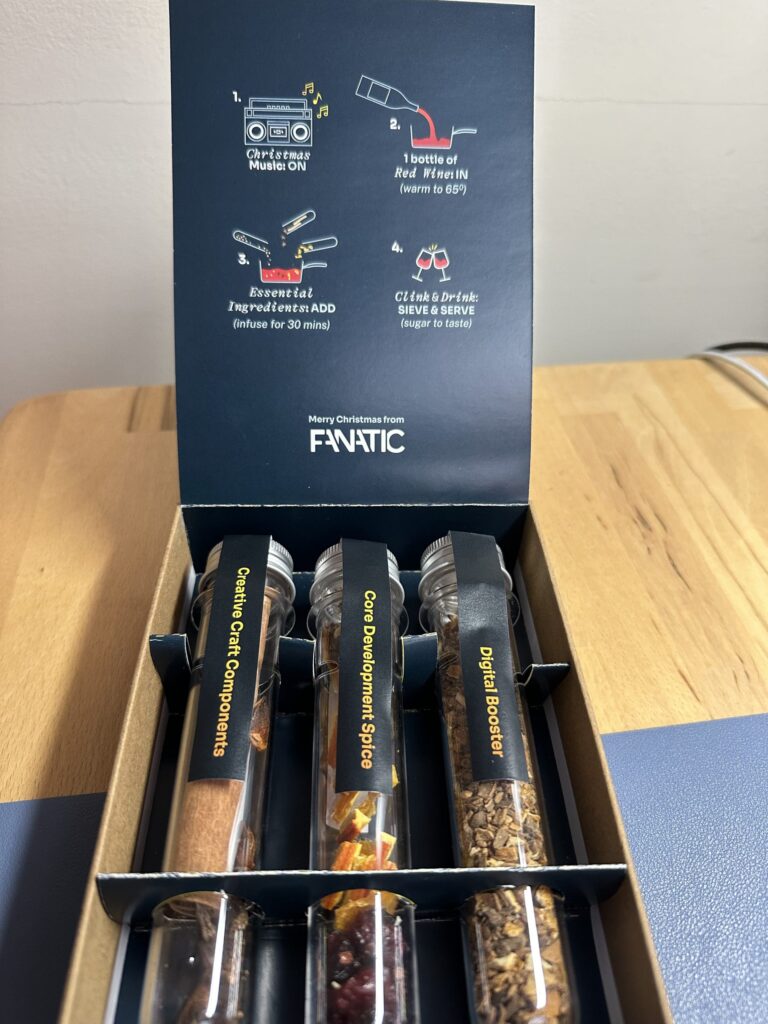 1.
Christmas
Music: ON
2.
1 bottle of
Red Wine: IN
(warm to 65º)
3.
Essential
Ingredients: ADD
(infuse for 30 mins)
4.
Clink & Drink:
SIEVE & SERVE
(sugar to taste)
Merry Christmas from
FANATIC
Creative Craft Components
Core Development Spice
Digital Booster